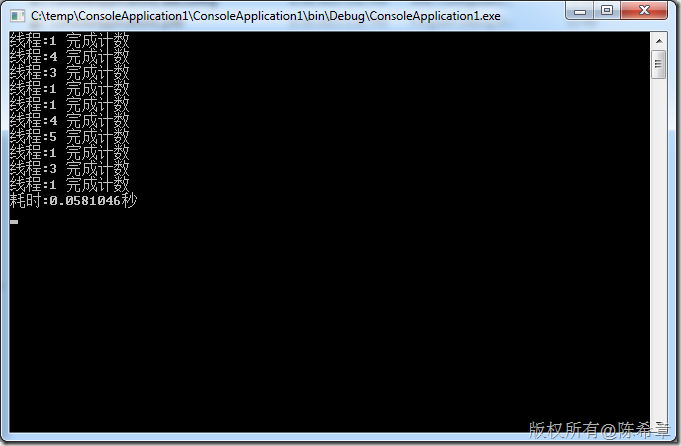 C:\temp\ConsoleApplication1\ConsoleApplication1\bin\Debug\ConsoleApplication1.exe
线程:1 完成计数
线程:4 完成计数
线程:3 完成计数
线程:1 完成计数
线程:1 完成计数
线程:4 完成计数
线程:5 完成计数
线程:1 完成计数
线程:3 完成计数
线程:1 完成计数
耗时:0.0581046秒
版权所有@陈希章